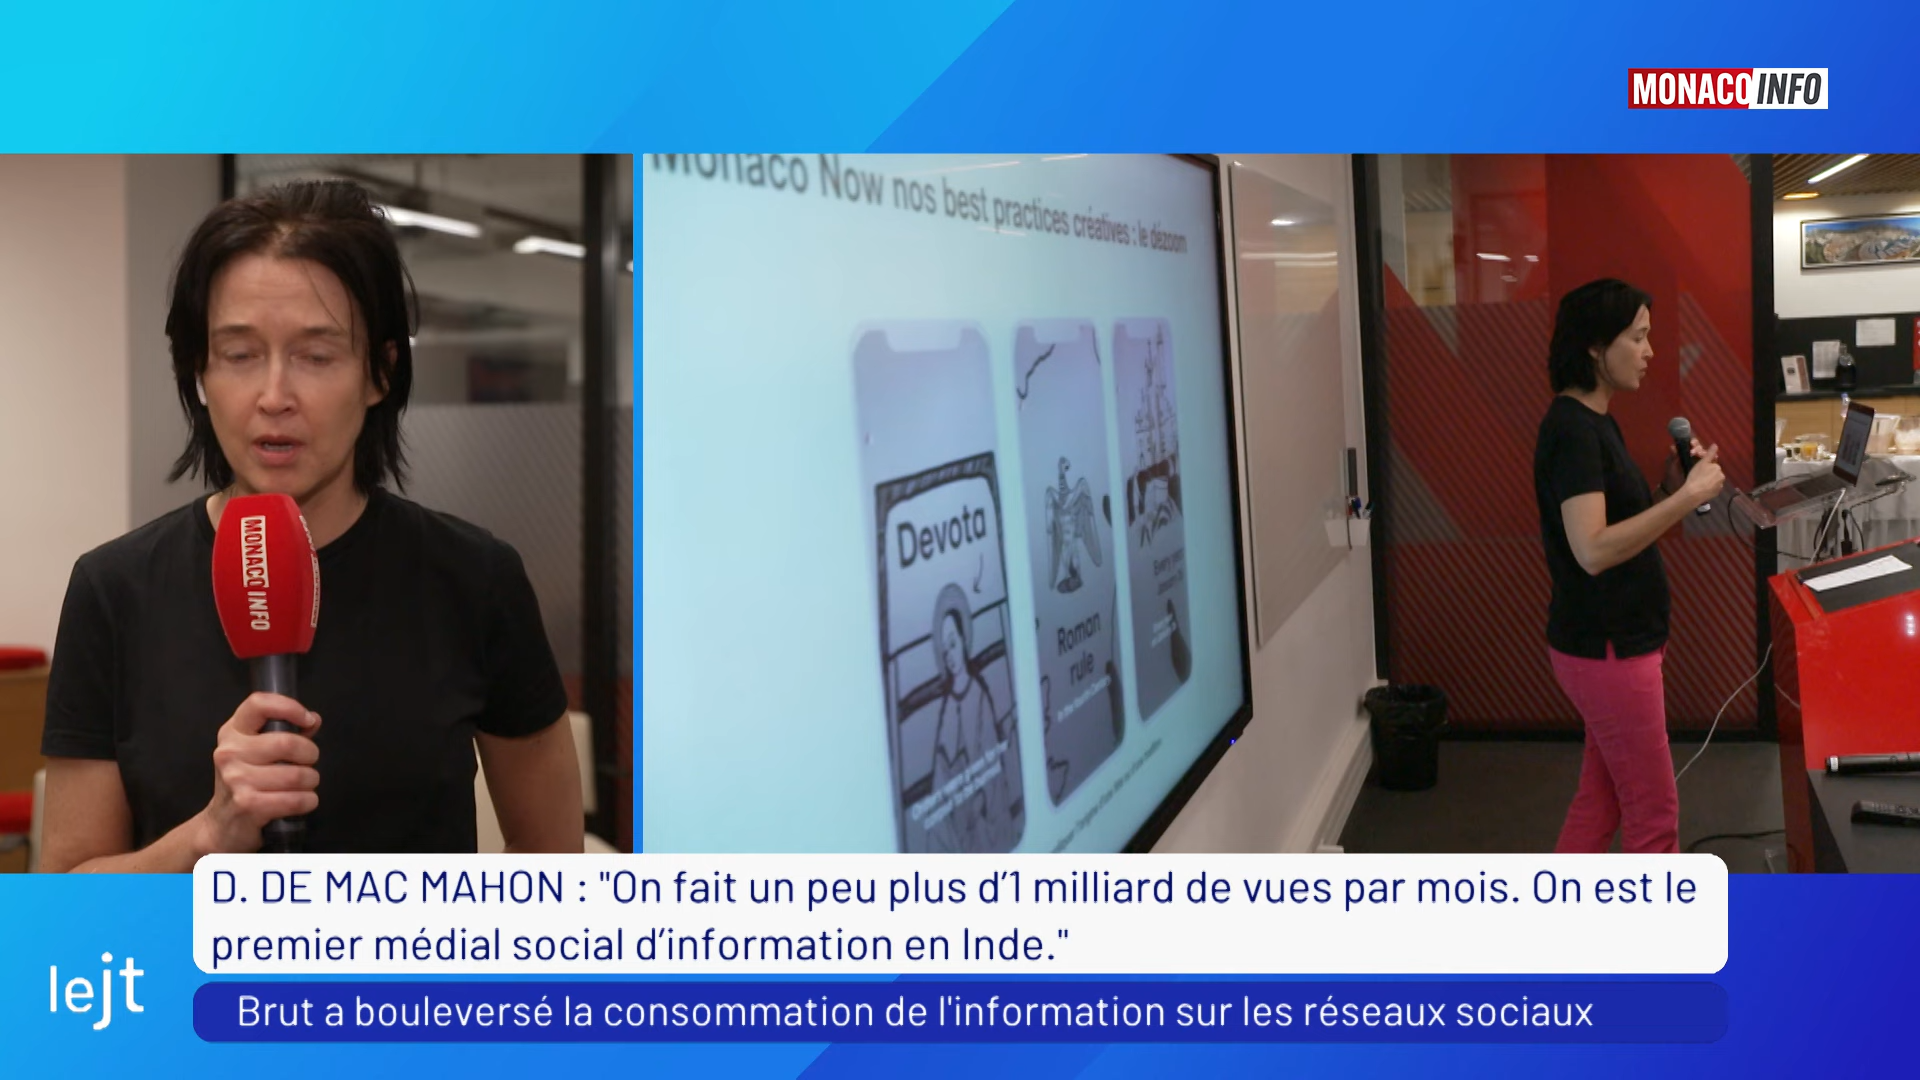 MONACO INFO
Monaco Now nos best practices créatives : le dézoom
Devota
Roman
rule
MONACO INFO
D. DE MAC MAHON : "On fait un peu plus d'1 milliard de vues par mois. On est le
premier médial social d'information en Inde."
lejt
Brut a bouleversé la consommation de l'information sur les réseaux sociaux